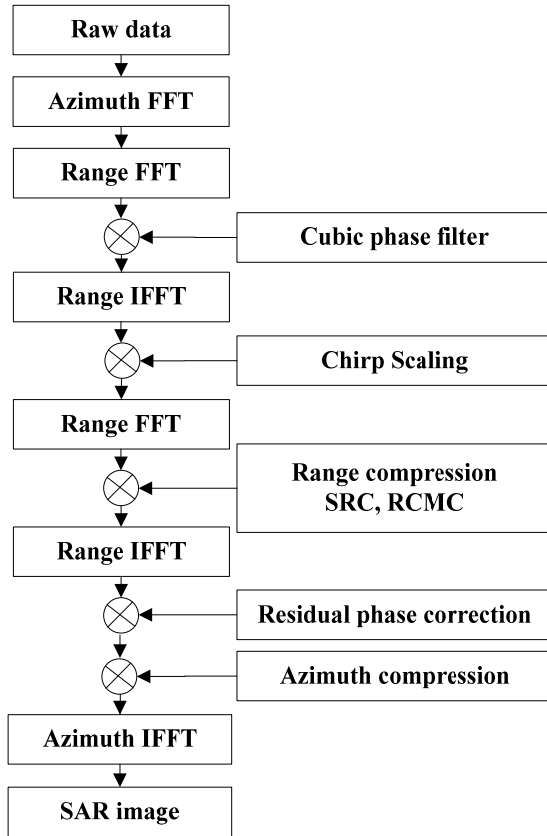 Raw data
Azimuth FFT
Range FFT
Cubic phase filter
Range IFFT
Chirp Scaling
Range FFT
Range compression
SRC, RCMC
Range IFFT
Residual phase correction
Azimuth compression
Azimuth IFFT
SAR image